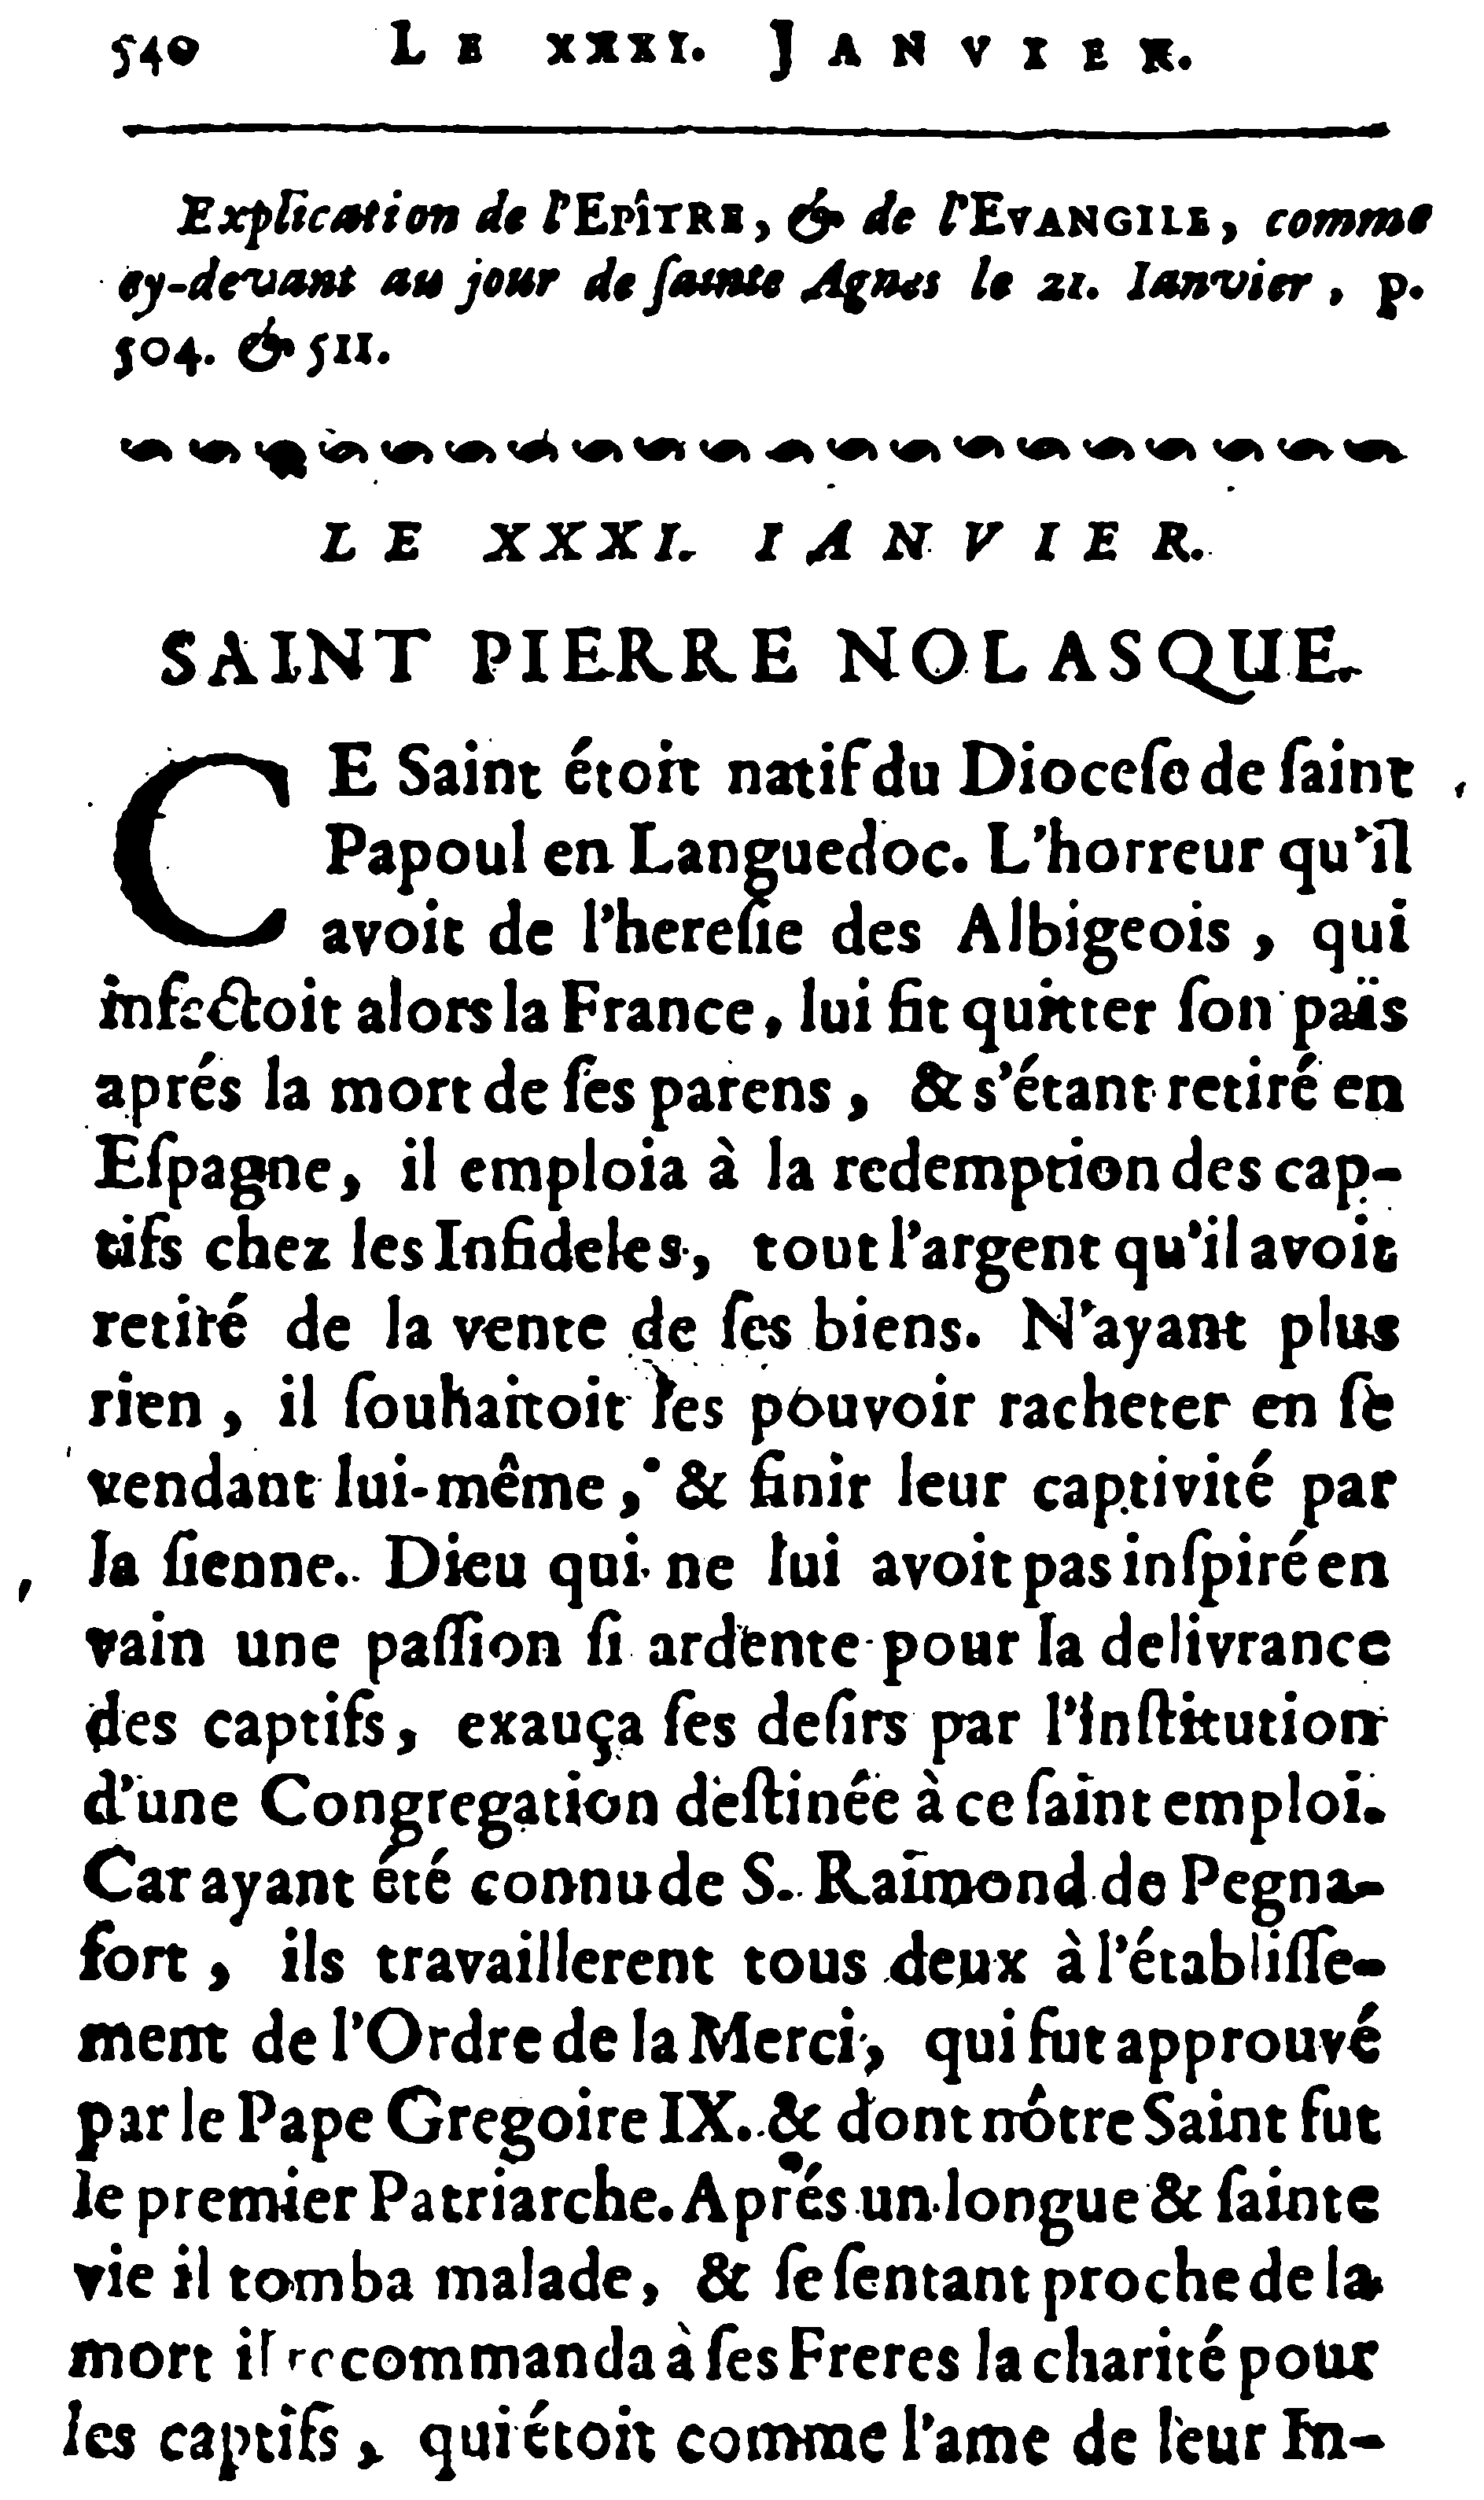 540 LE XXXI. JANVIER.
Explication de l'EPÎTRE, & de l'EVANGILE, comme
cy-devant au jour de ſainte Agnes le 21. Ianvier, p.
504. & 511.
LE XXXI. IANVIER.
SAINT PIERRE NOLASQUE.
CE Saint étoit natif du Dioceſe de ſaint
Papoul en Languedoc. L'horreur qu'il
avoit de l'hereſie des Albigeois, qui
infectoit alors la France, lui fit quitter ſon païs
aprés la mort de ſes parens, & s'étant retiré en
Eſpagne, il emploia à la redemption des cap-
tifs chez les Infideles, tout l'argent qu'il avoit
retiré de la vente de ſes biens. N'ayant plus
rien, il ſouhaitoit les pouvoir racheter en ſe
vendant lui-même, & finir leur captivité par
la ſienne. Dieu qui ne lui avoit pas inſpiré en
vain une paſſion ſi ardente pour la delivrance
des captifs, exauça ſes deſirs par l'Inſtitution
d'une Congregation deſtinée à ce ſaint emploi.
Car ayant été connu de S. Raimond de Pegna-
fort, ils travaillerent tous deux à l'établiſſe-
ment de l'Ordre de la Merci, qui fut approuvé
par le Pape Gregoire IX. & dont nôtre Saint fut
le premier Patriarche. Aprés un longue & ſainte
vie il tomba malade, & ſe ſentant proche de la
mort il recommanda à ſes Freres la charité pour
les captifs, qui étoit comme l'ame de leur In-